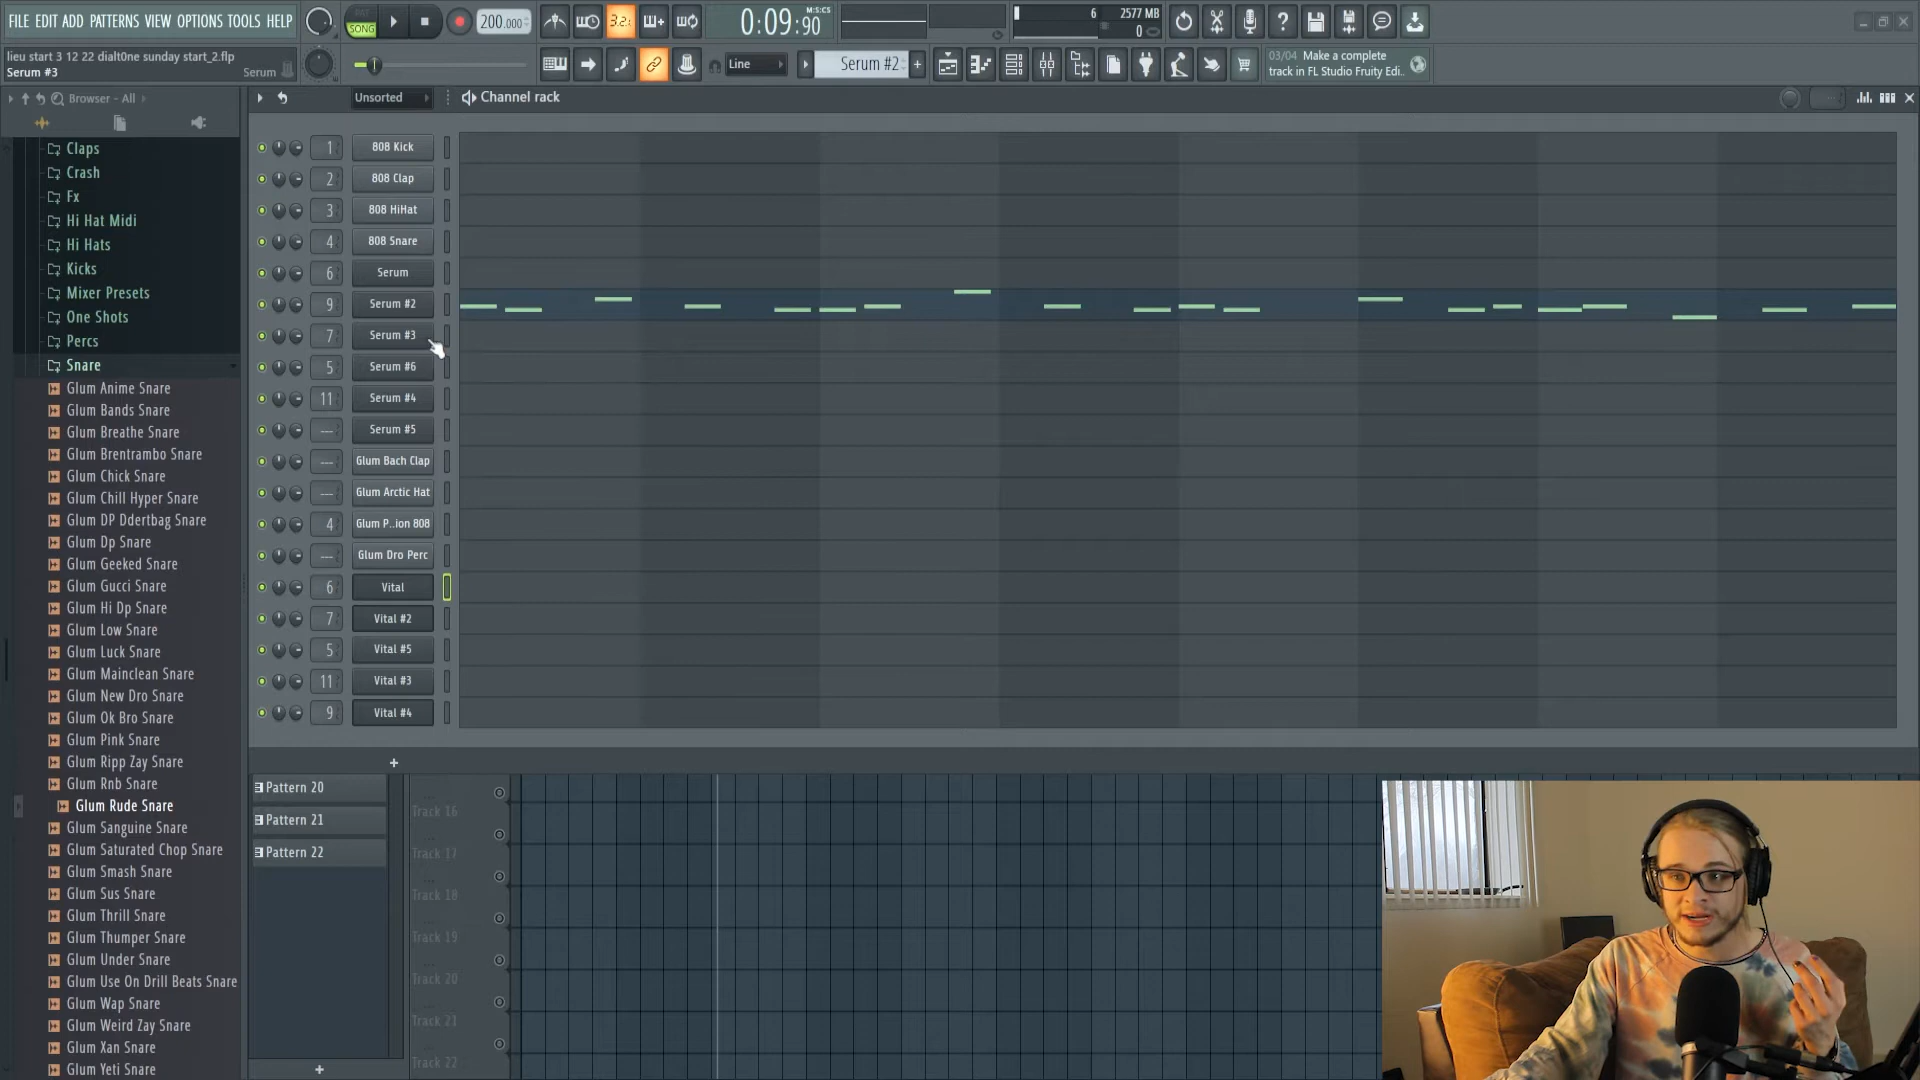 FILE EDIT ADD PATTERNS VIEW OPTIONS TOOLS HELP
PAT
SONG
200.000
3.2.
0:09.90
M:S:CS
6
2577 MB
0
lieu start 3 12 22 dialt0ne sunday start_2.flp
Serum #3
Serum
Line
Serum #2
+
03/04 Make a complete
track in FL Studio Fruity Edi..
Browser - All
Unsorted
Channel rack
Claps
Crash
Fx
Hi Hat Midi
Hi Hats
Kicks
Mixer Presets
One Shots
Percs
Snare
Glum Anime Snare
Glum Bands Snare
Glum Breathe Snare
Glum Brentrambo Snare
Glum Chick Snare
Glum Chill Hyper Snare
Glum DP Ddertbag Snare
Glum Dp Snare
Glum Geeked Snare
Glum Gucci Snare
Glum Hi Dp Snare
Glum Low Snare
Glum Luck Snare
Glum Mainclean Snare
Glum New Dro Snare
Glum Ok Bro Snare
Glum Pink Snare
Glum Ripp Zay Snare
Glum Rnb Snare
Glum Rude Snare
Glum Sanguine Snare
Glum Saturated Chop Snare
Glum Smash Snare
Glum Sus Snare
Glum Thrill Snare
Glum Thumper Snare
Glum Under Snare
Glum Use On Drill Beats Snare
Glum Wap Snare
Glum Weird Zay Snare
Glum Xan Snare
Glum Yeti Snare
1 808 Kick
2 808 Clap
3 808 HiHat
4 808 Snare
6 Serum
9 Serum #2
7 Serum #3
5 Serum #6
11 Serum #4
--- Serum #5
--- Glum Bach Clap
--- Glum Arctic Hat
4 Glum P..ion 808
--- Glum Dro Perc
6 Vital
7 Vital #2
5 Vital #5
11 Vital #3
9 Vital #4
+
Pattern 20
Pattern 21
Pattern 22
+
Track 16
Track 17
Track 18
Track 19
Track 20
Track 21
Track 22